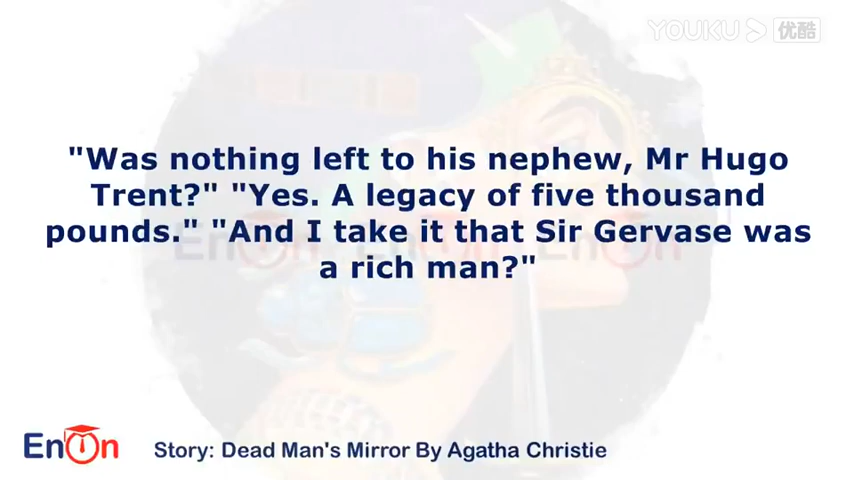 YOUKU 优酷
"Was nothing left to his nephew, Mr Hugo
Trent?" "Yes. A legacy of five thousand
pounds." "And I take it that Sir Gervase was
a rich man?"
EnOn
Story: Dead Man's Mirror By Agatha Christie